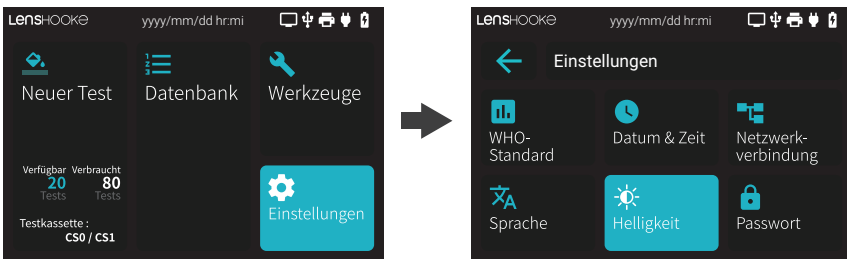 LensHOOKE yyyy/mm/dd hr:mi
Neuer Test
Datenbank
Werkzeuge
Verfügbar Verbraucht
20 80
Tests Tests
Testkassette :
CS0 / CS1
Einstellungen
LensHOOKE yyyy/mm/dd hr:mi
Einstellungen
WHO-
Standard
Datum & Zeit
Netzwerk-
verbindung
Sprache
Helligkeit
Passwort